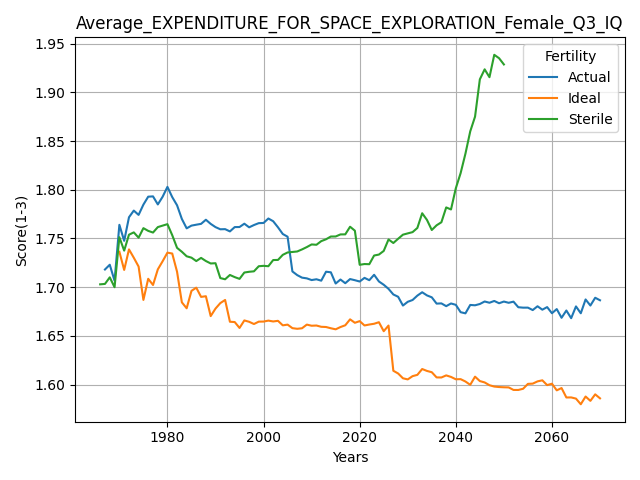 Average_EXPENDITURE_FOR_SPACE_EXPLORATION_Female_Q3_IQ
Score(1-3)
1.95
1.90
1.85
1.80
1.75
1.70
1.65
1.60
Fertility
Actual
Ideal
Sterile
1980
2000
2020
2040
2060
Years